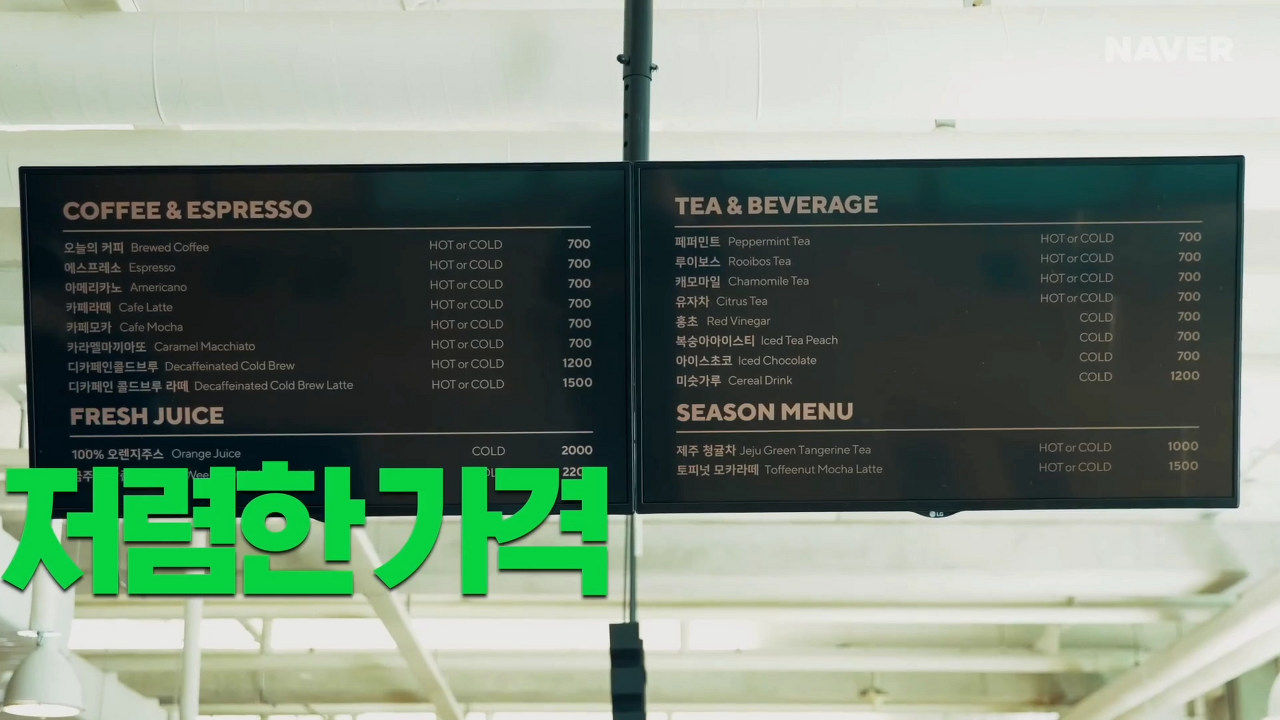 NAVER
COFFEE & ESPRESSO
오늘의 커피 Brewed Coffee HOT or COLD 700
에스프레소 Espresso HOT or COLD 700
아메리카노 Americano HOT or COLD 700
카페라떼 Cafe Latte HOT or COLD 700
카페모카 Cafe Mocha HOT or COLD 700
카라멜마끼아또 Caramel Macchiato HOT or COLD 700
디카페인콜드브루 Decaffeinated Cold Brew HOT or COLD 1200
디카페인 콜드브루 라떼 Decaffeinated Cold Brew Latte HOT or COLD 1500
FRESH JUICE
100% 오렌지주스 Orange Juice COLD 2000
TEA & BEVERAGE
페퍼민트 Peppermint Tea HOT or COLD 700
루이보스 Rooibos Tea HOT or COLD 700
캐모마일 Chamomile Tea HOT or COLD 700
유자차 Citrus Tea HOT or COLD 700
홍초 Red Vinegar COLD 700
복숭아아이스티 Iced Tea Peach COLD 700
아이스초코 Iced Chocolate COLD 700
미숫가루 Cereal Drink COLD 1200
SEASON MENU
제주 청귤차 Jeju Green Tangerine Tea HOT or COLD 1000
토피넛 모카라떼 Toffeenut Mocha Latte HOT or COLD 1500
LG
저렴한 가격